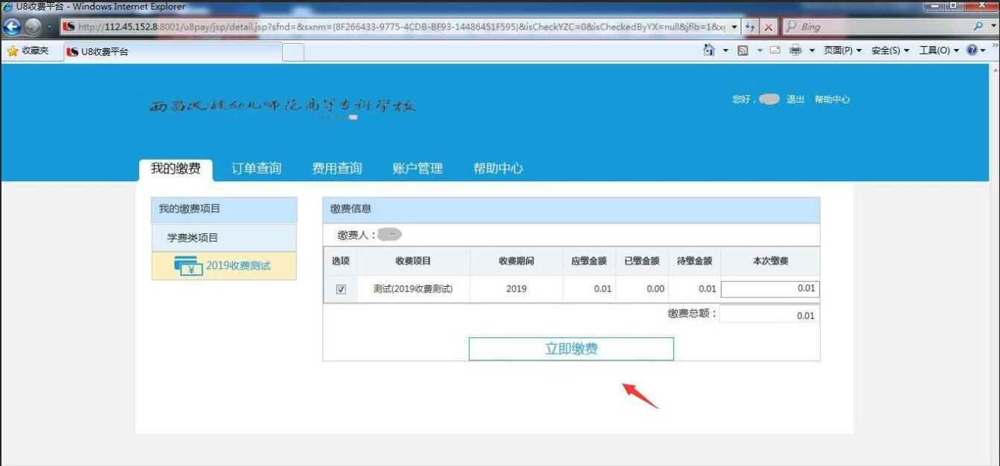 U8收费平台 - Windows Internet Explorer
http://112.45.152.8:8001/u8pay/jsp/detail.jsp?sfnd=&sxnm=(8F266433-9775-4CDB-BF93-14486451F595)&isCheckYZC=0&isCheckedByYX=null&jflb=1&xg
Bing
收藏夹 U8收费平台 页面(P) 安全(S) 工具(O)
西昌民族幼儿师范高等专科学校
您好， 退出 帮助中心
我的缴费 订单查询 费用查询 账户管理 帮助中心
我的缴费项目
学费类项目
2019收费测试
缴费信息
缴费人：
选项 收费项目 收费期间 应缴金额 已缴金额 待缴金额 本次缴费
测试(2019收费测试) 2019 0.01 0.00 0.01 0.01
缴费总额： 0.01
立即缴费